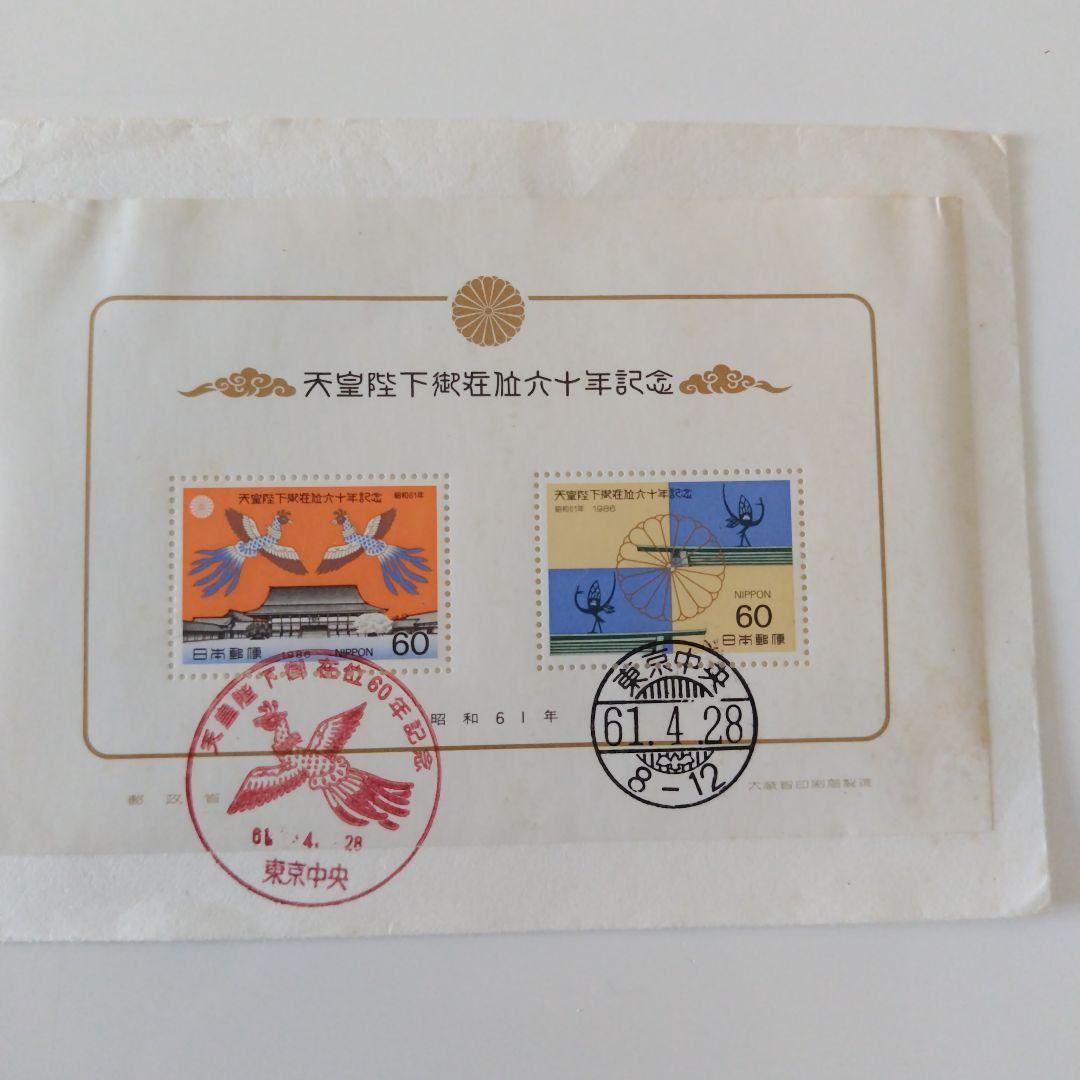 天皇陛下御在位六十年記念
天皇陛下御在位六十年記念 昭和61年
60
日本郵便 1986 NIPPON
天皇陛下御在位六十年記念
昭和61年 1986
NIPPON
60
日本郵便
昭和61年
郵政省
大蔵省印刷局製造
天皇陛下御在位60年記念
61. 4. 28
東京中央
東京中央
61.4.28
8-12